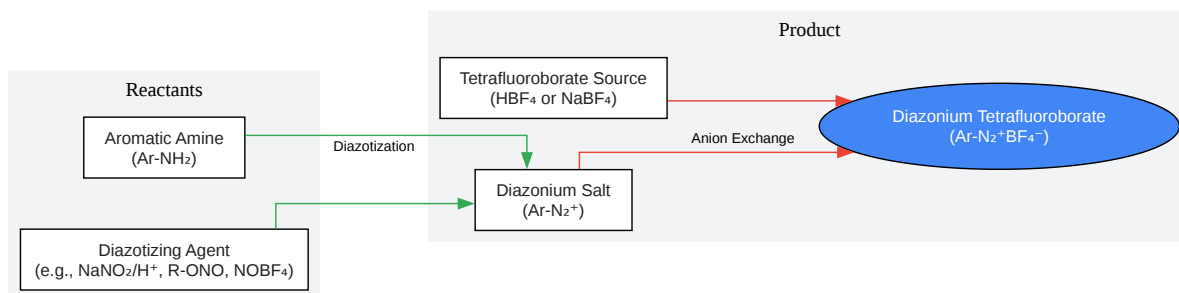 Product
Tetrafluoroborate Source
(HBF₄ or NaBF₄)
Reactants
Diazonium Tetrafluoroborate
(Ar-N₂⁺BF₄⁻)
Aromatic Amine
(Ar-NH₂)
Diazotization
Anion Exchange
Diazonium Salt
(Ar-N₂⁺)
Diazotizing Agent
(e.g., NaNO₂/H⁺, R-ONO, NOBF₄)